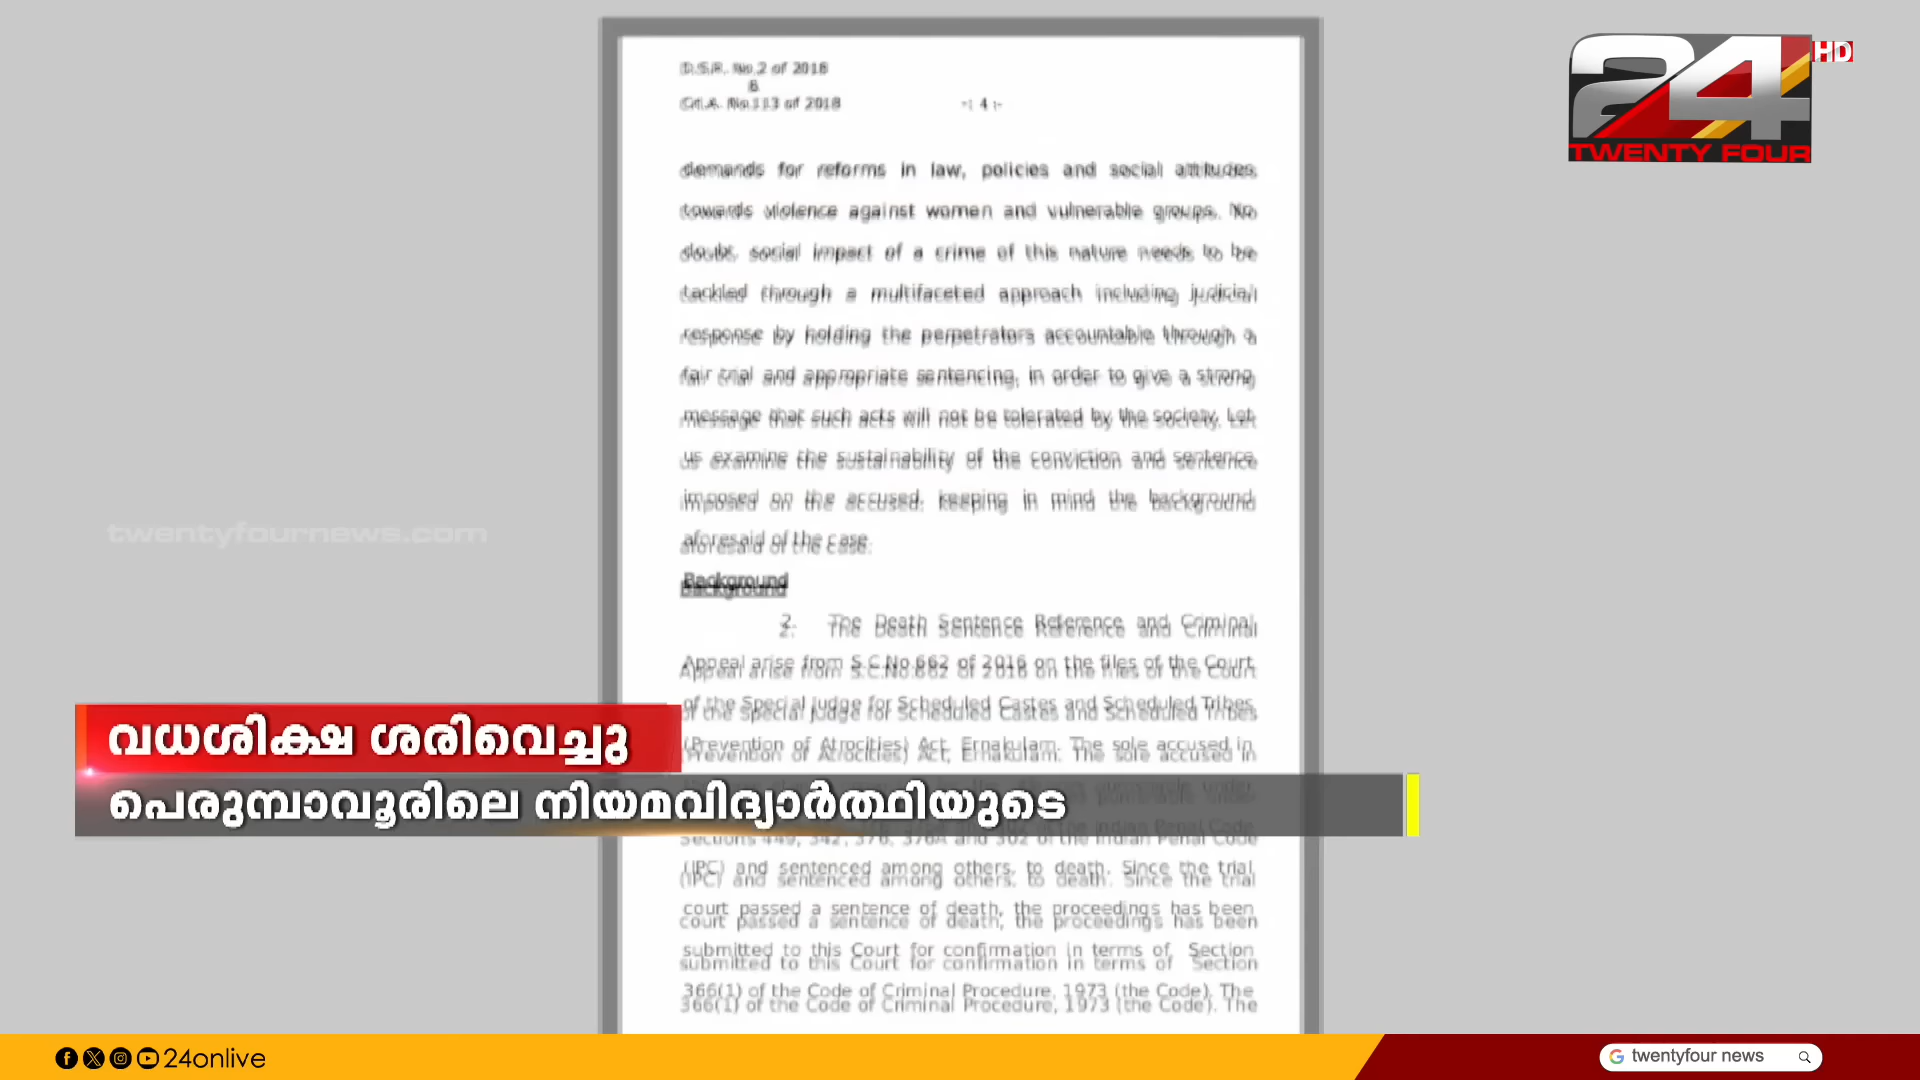 24 HD
TWENTY FOUR
D.S.R. No.2 of 2018
&
Crl.A. No.113 of 2018 -: 4 :-
demands for reforms in law, policies and social attitudes
towards violence against women and vulnerable groups. No
doubt, social impact of a crime of this nature needs to be
tackled through a multifaceted approach including judicial
response by holding the perpetrators accountable through a
fair trial and appropriate sentencing, in order to give a strong
message that such acts will not be tolerated by the society. Let
us examine the sustainability of the conviction and sentence
imposed on the accused, keeping in mind the background
aforesaid of the case.
twentyfournews.com
Background
2. The Death Sentence Reference and Criminal
Appeal arise from S.C.No.662 of 2016 on the files of the Court
of the Special Judge for Scheduled Castes and Scheduled Tribes
(Prevention of Atrocities) Act, Ernakulam. The sole accused in
വധശിക്ഷ ശരിവെച്ചു
പെരുമ്പാവൂരിലെ നിയമവിദ്യാർത്ഥിയുടെ
Sections 449, 342, 376, 376A and 302 of the Indian Penal Code
(IPC) and sentenced among others, to death. Since the trial
court passed a sentence of death, the proceedings has been
submitted to this Court for confirmation in terms of Section
366(1) of the Code of Criminal Procedure, 1973 (the Code). The
24onlive
twentyfour news